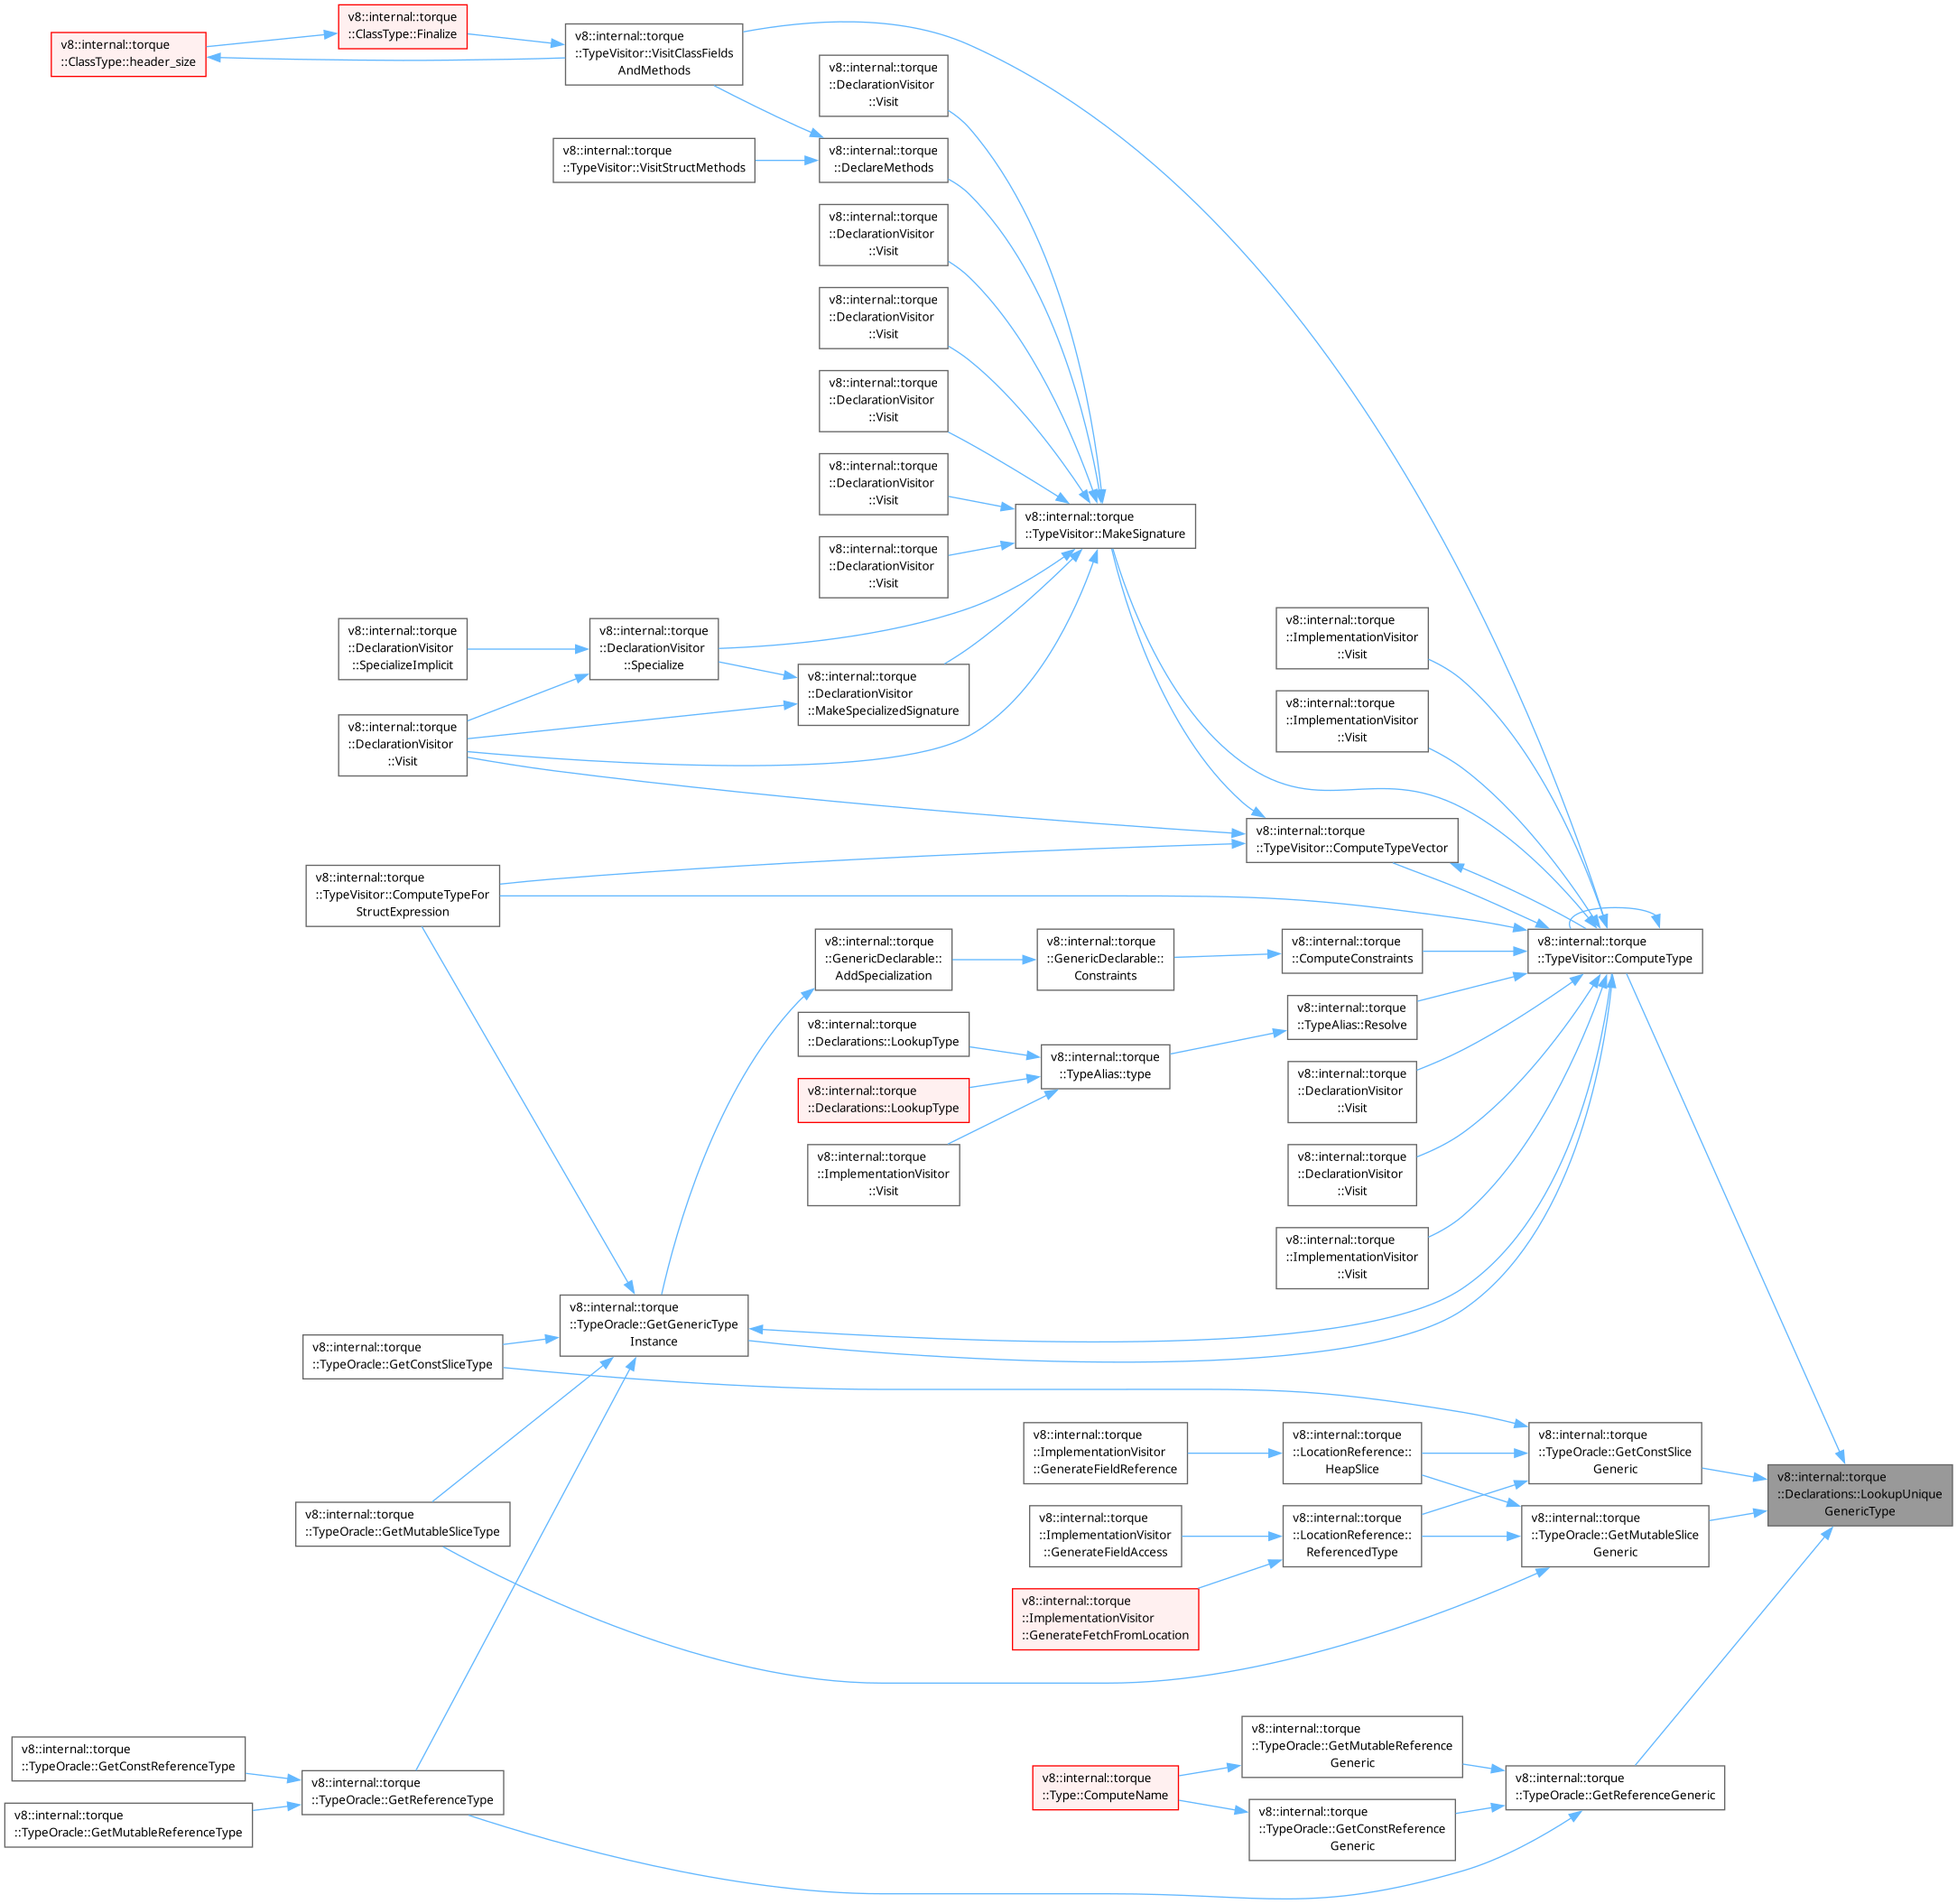 v8::internal::torque
::ClassType::Finalize
v8::internal::torque
::ClassType::header_size
v8::internal::torque
::TypeVisitor::VisitClassFields
AndMethods
v8::internal::torque
::DeclarationVisitor
::Visit
v8::internal::torque
::TypeVisitor::VisitStructMethods
v8::internal::torque
::DeclareMethods
v8::internal::torque
::DeclarationVisitor
::Visit
v8::internal::torque
::DeclarationVisitor
::Visit
v8::internal::torque
::DeclarationVisitor
::Visit
v8::internal::torque
::DeclarationVisitor
::Visit
v8::internal::torque
::TypeVisitor::MakeSignature
v8::internal::torque
::DeclarationVisitor
::Visit
v8::internal::torque
::DeclarationVisitor
::SpecializeImplicit
v8::internal::torque
::DeclarationVisitor
::Specialize
v8::internal::torque
::DeclarationVisitor
::MakeSpecializedSignature
v8::internal::torque
::ImplementationVisitor
::Visit
v8::internal::torque
::DeclarationVisitor
::Visit
v8::internal::torque
::ImplementationVisitor
::Visit
v8::internal::torque
::TypeVisitor::ComputeTypeVector
v8::internal::torque
::TypeVisitor::ComputeTypeFor
StructExpression
v8::internal::torque
::GenericDeclarable::
AddSpecialization
v8::internal::torque
::GenericDeclarable::
Constraints
v8::internal::torque
::ComputeConstraints
v8::internal::torque
::TypeVisitor::ComputeType
v8::internal::torque
::Declarations::LookupType
v8::internal::torque
::TypeAlias::Resolve
v8::internal::torque
::TypeAlias::type
v8::internal::torque
::Declarations::LookupType
v8::internal::torque
::DeclarationVisitor
::Visit
v8::internal::torque
::ImplementationVisitor
::Visit
v8::internal::torque
::DeclarationVisitor
::Visit
v8::internal::torque
::ImplementationVisitor
::Visit
v8::internal::torque
::TypeOracle::GetGenericType
Instance
v8::internal::torque
::TypeOracle::GetConstSliceType
v8::internal::torque
::ImplementationVisitor
::GenerateFieldReference
v8::internal::torque
::LocationReference::
HeapSlice
v8::internal::torque
::TypeOracle::GetConstSlice
Generic
v8::internal::torque
::Declarations::LookupUnique
GenericType
v8::internal::torque
::TypeOracle::GetMutableSliceType
v8::internal::torque
::ImplementationVisitor
::GenerateFieldAccess
v8::internal::torque
::LocationReference::
ReferencedType
v8::internal::torque
::TypeOracle::GetMutableSlice
Generic
v8::internal::torque
::ImplementationVisitor
::GenerateFetchFromLocation
v8::internal::torque
::TypeOracle::GetConstReferenceType
v8::internal::torque
::TypeOracle::GetMutableReferenceType
v8::internal::torque
::TypeOracle::GetReferenceType
v8::internal::torque
::TypeOracle::GetMutableReference
Generic
v8::internal::torque
::Type::ComputeName
v8::internal::torque
::TypeOracle::GetConstReference
Generic
v8::internal::torque
::TypeOracle::GetReferenceGeneric